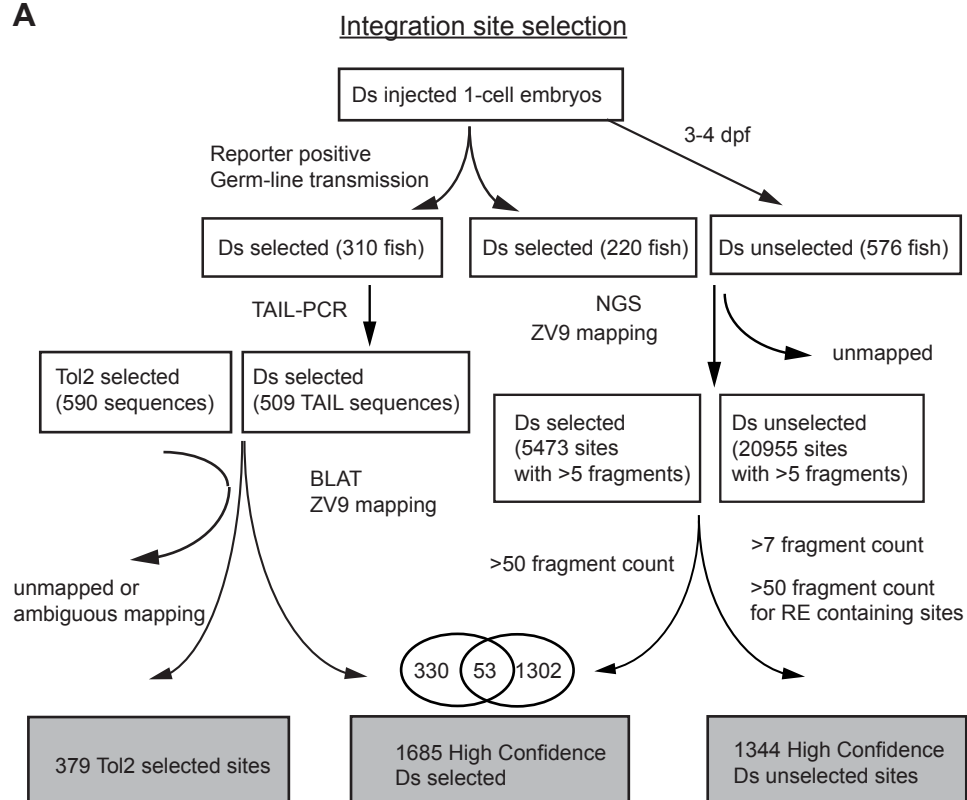 A
Integration site selection
Ds injected 1-cell embryos
3-4 dpf
Reporter positive
Germ-line transmission
Ds selected (310 fish)
Ds selected (220 fish)
Ds unselected (576 fish)
TAIL-PCR
NGS
ZV9 mapping
unmapped
Tol2 selected
(590 sequences)
Ds selected
(509 TAIL sequences)
Ds selected
(5473 sites
with >5 fragments)
Ds unselected
(20955 sites
with >5 fragments)
BLAT
ZV9 mapping
>50 fragment count
>7 fragment count
>50 fragment count
for RE containing sites
unmapped or
ambiguous mapping
330
53
1302
379 Tol2 selected sites
1685 High Confidence
Ds selected
1344 High Confidence
Ds unselected sites